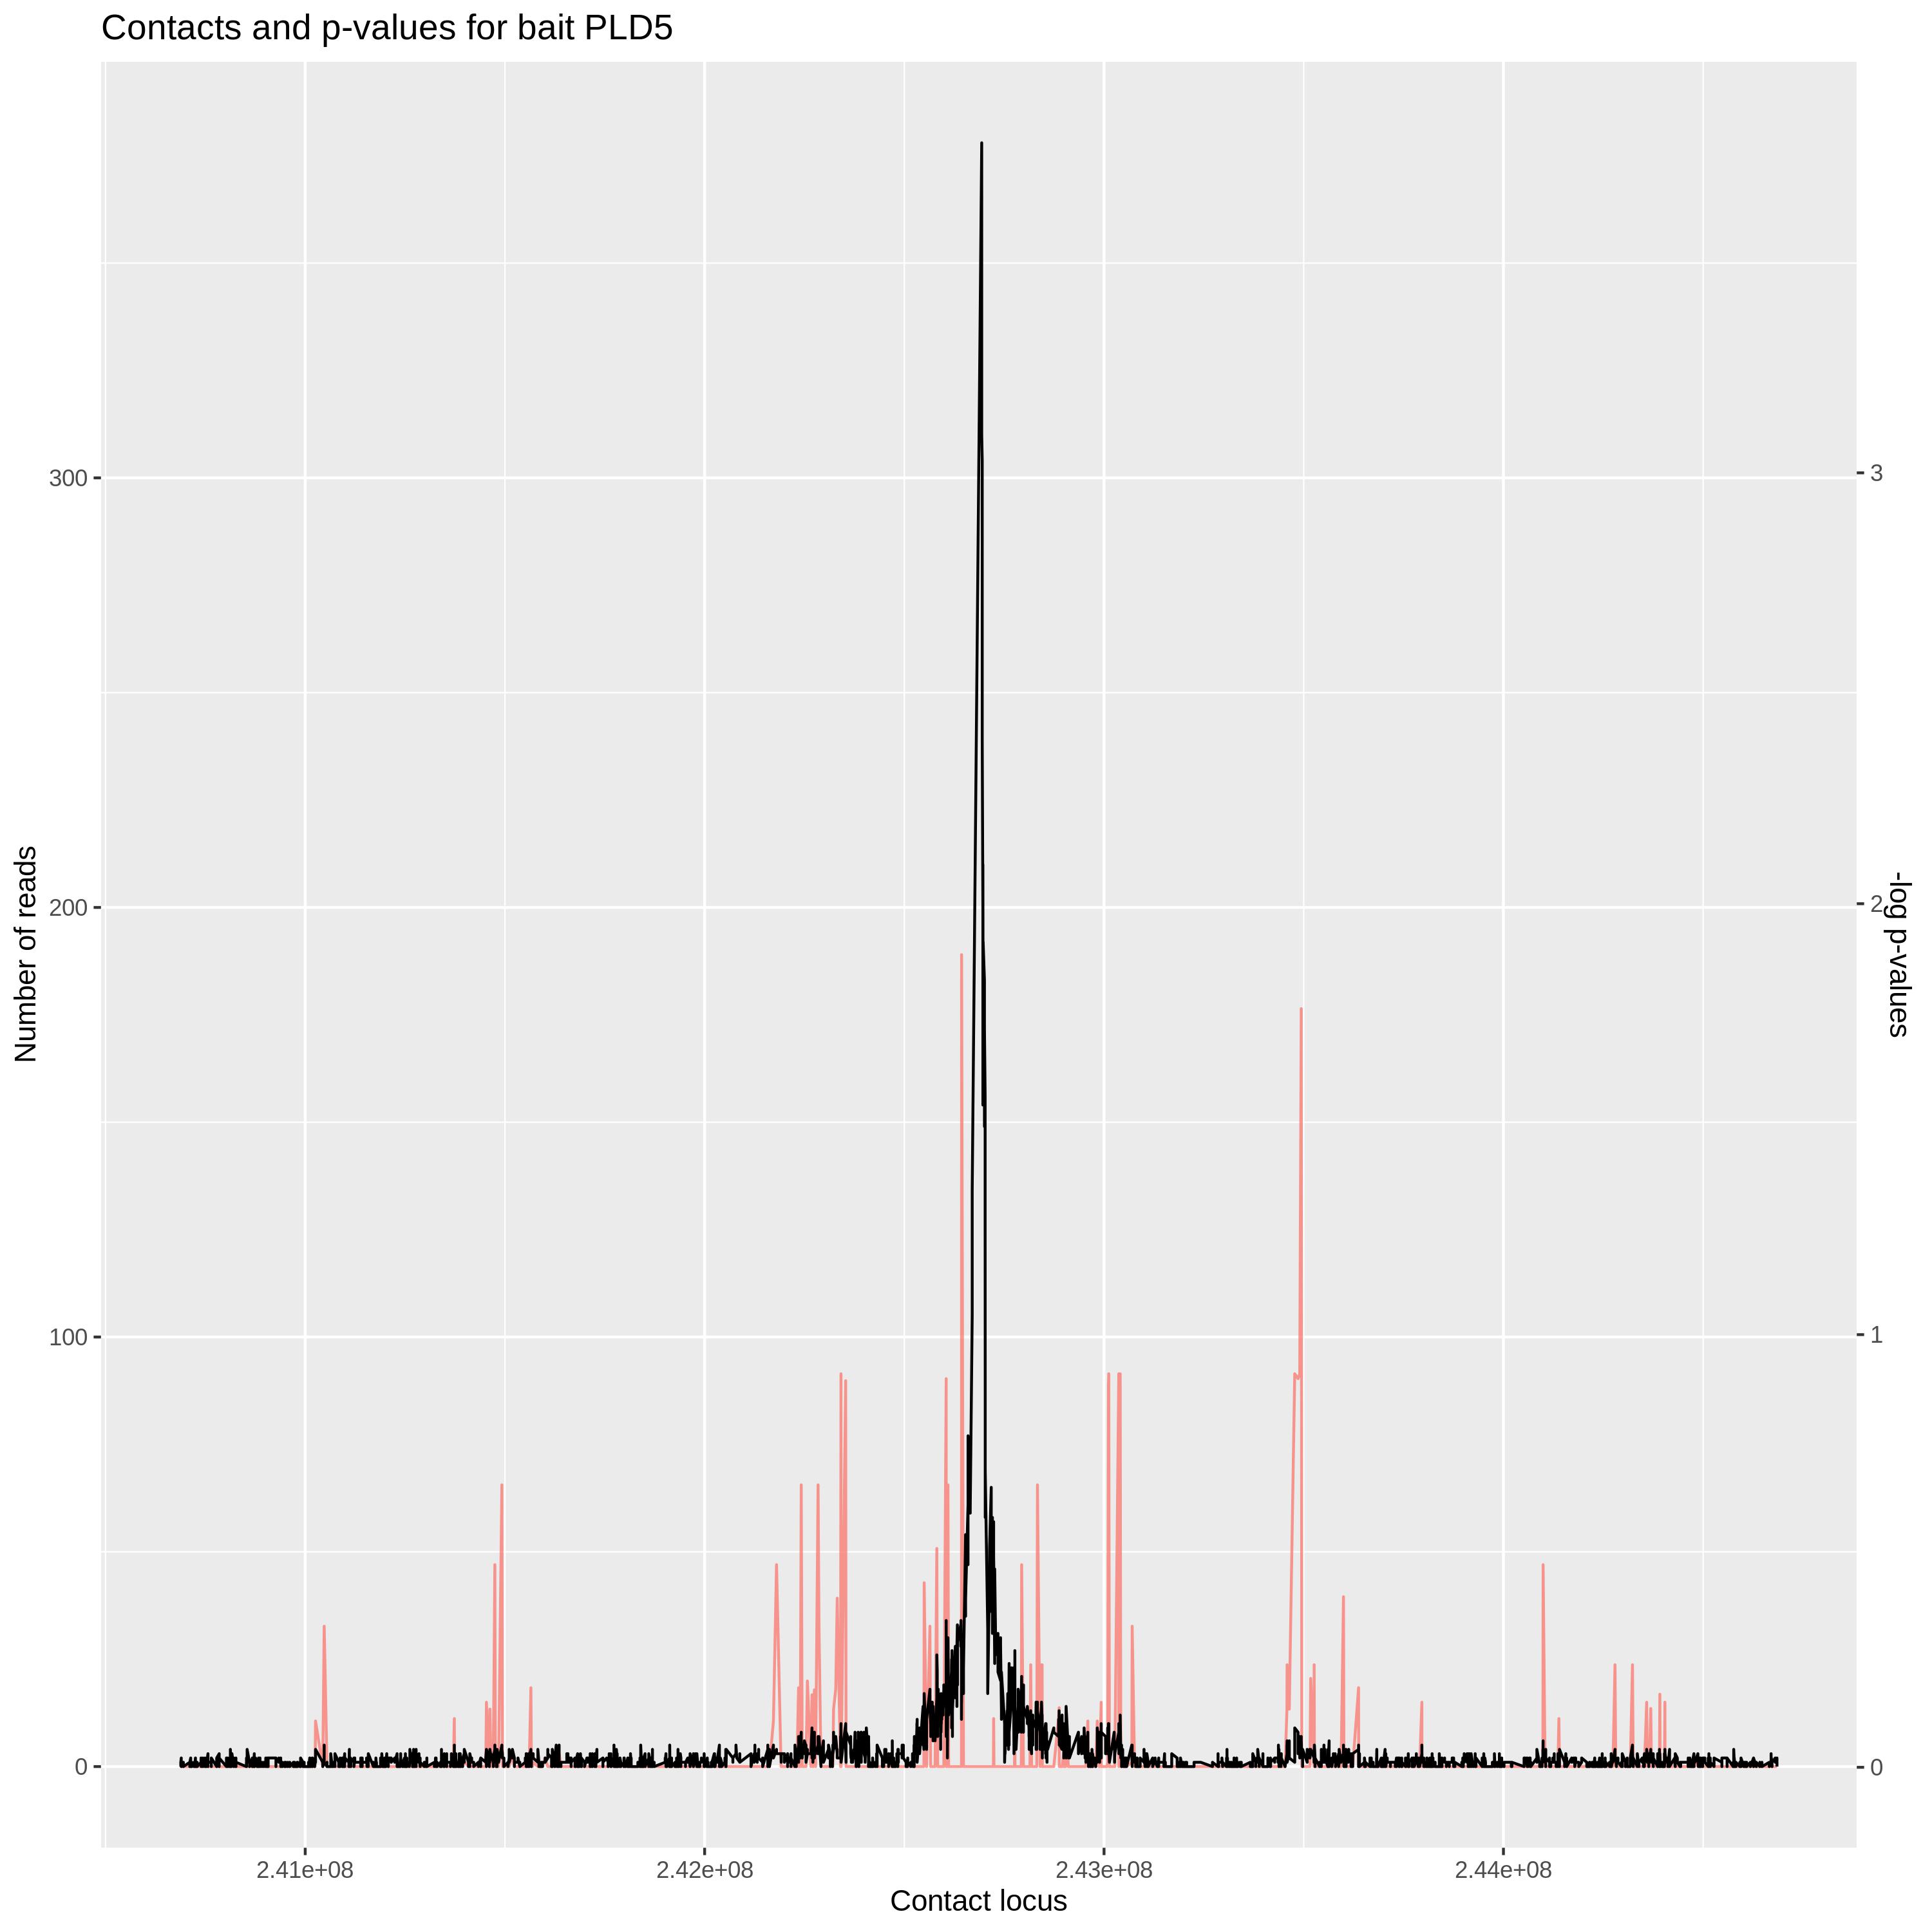 Contacts and p-values for bait PLD5
300
200
100
0
Number of reads
3
2
1
0
-log p-values
2.41e+08 2.42e+08 2.43e+08 2.44e+08
Contact locus